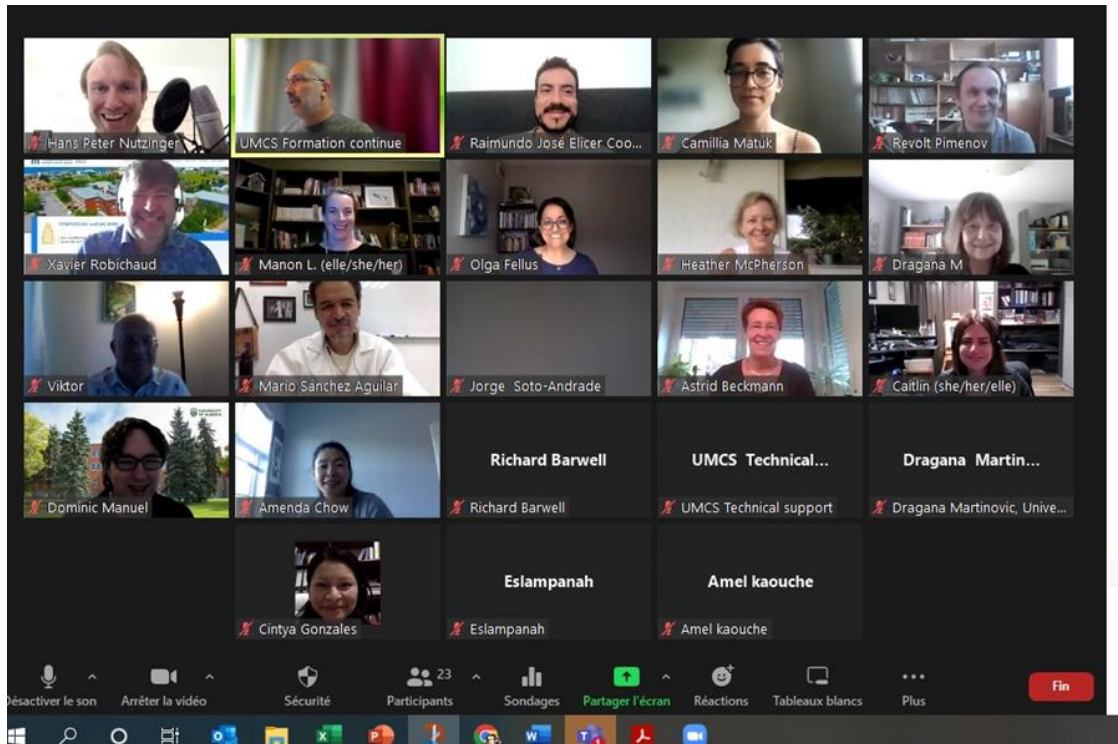 Hans Peter Nutzinger
UMCS Formation continue
Raimundo José Elicer Coo...
Camillia Matuk
Revolt Pimenov
Xavier Robichaud
Manon L. (elle/she/her)
Olga Fellus
Heather McPherson
Dragana M
Viktor
Mario Sánchez Aguilar
Jorge Soto-Andrade
Astrid Beckmann
Caitlin (she/her/elle)
UNIVERSITY
OF ALBERTA
Dominic Manuel
Amenda Chow
Richard Barwell
Richard Barwell
UMCS Technical...
UMCS Technical support
Dragana Martin...
Dragana Martinovic, Unive...
Cintya Gonzales
Eslampanah
Eslampanah
Amel kaouche
Amel kaouche
23
Désactiver le son
Arrêter la vidéo
Sécurité
Participants
Sondages
Partager l'écran
Réactions
Tableaux blancs
Plus
Fin